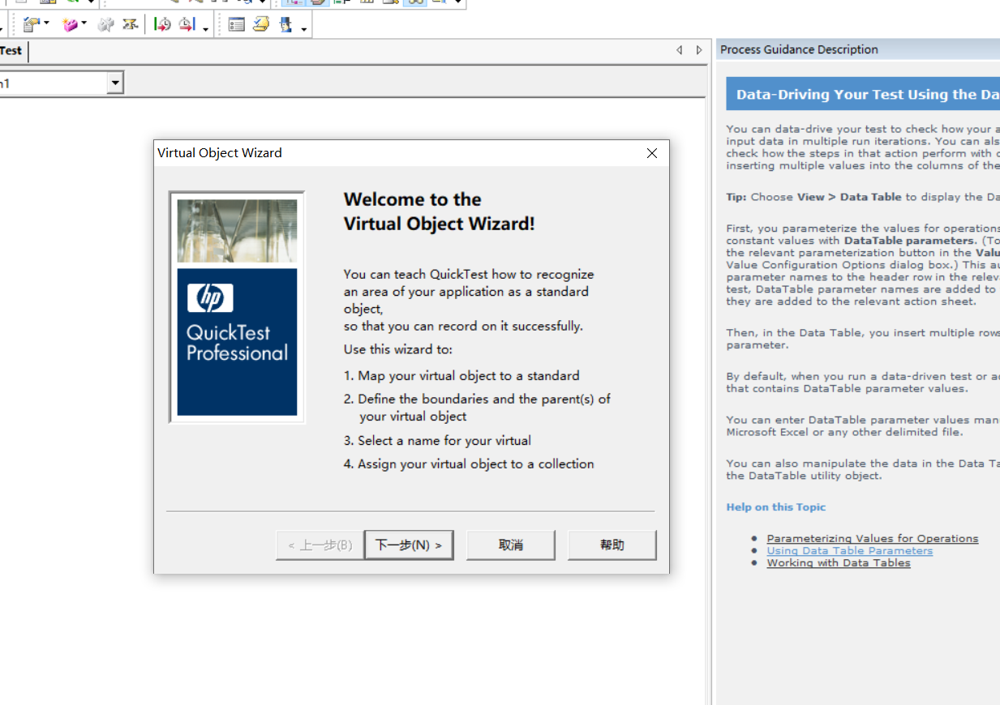 Test
Process Guidance Description
Data-Driving Your Test Using the Da
You can data-drive your test to check how your a
input data in multiple run iterations. You can als
check how the steps in that action perform with
inserting multiple values into the columns of the
Tip: Choose View > Data Table to display the Da
First, you parameterize the values for operations
constant values with DataTable parameters. (To
the relevant parameterization button in the Valu
Value Configuration Options dialog box.) This au
parameter names to the header row in the relev
test, DataTable parameter names are added to
they are added to the relevant action sheet.
Then, in the Data Table, you insert multiple rows
parameter.
By default, when you run a data-driven test or a
that contains DataTable parameter values.
You can enter DataTable parameter values man
Microsoft Excel or any other delimited file.
You can also manipulate the data in the Data Ta
the DataTable utility object.
Help on this Topic
Parameterizing Values for Operations
Using Data Table Parameters
Working with Data Tables
Virtual Object Wizard
hp
QuickTest
Professional
Welcome to the
Virtual Object Wizard!
You can teach QuickTest how to recognize
an area of your application as a standard
object,
so that you can record on it successfully.
Use this wizard to:
1. Map your virtual object to a standard
2. Define the boundaries and the parent(s) of
your virtual object
3. Select a name for your virtual
4. Assign your virtual object to a collection
< 上一步(B)
下一步(N) >
取消
帮助